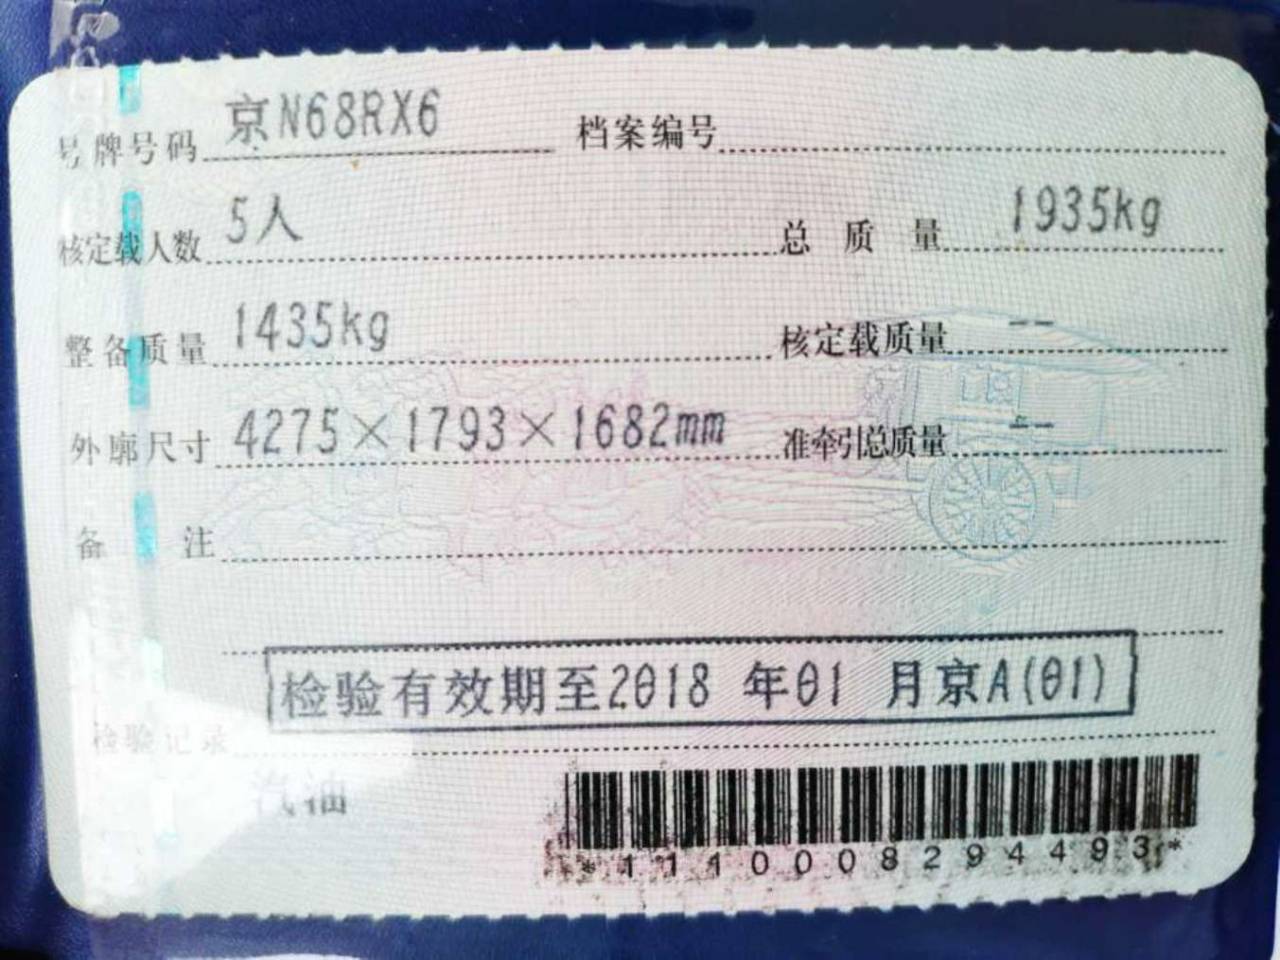 号牌号码 京N68RX6 档案编号
核定载人数 5人 总质量 1935kg
整备质量 1435kg 核定载质量 --
外廓尺寸 4275×1793×1682mm 准牵引总质量 --
备注
检验有效期至2018 年01 月京A(01)
检验记录
汽油
*1110008294493*